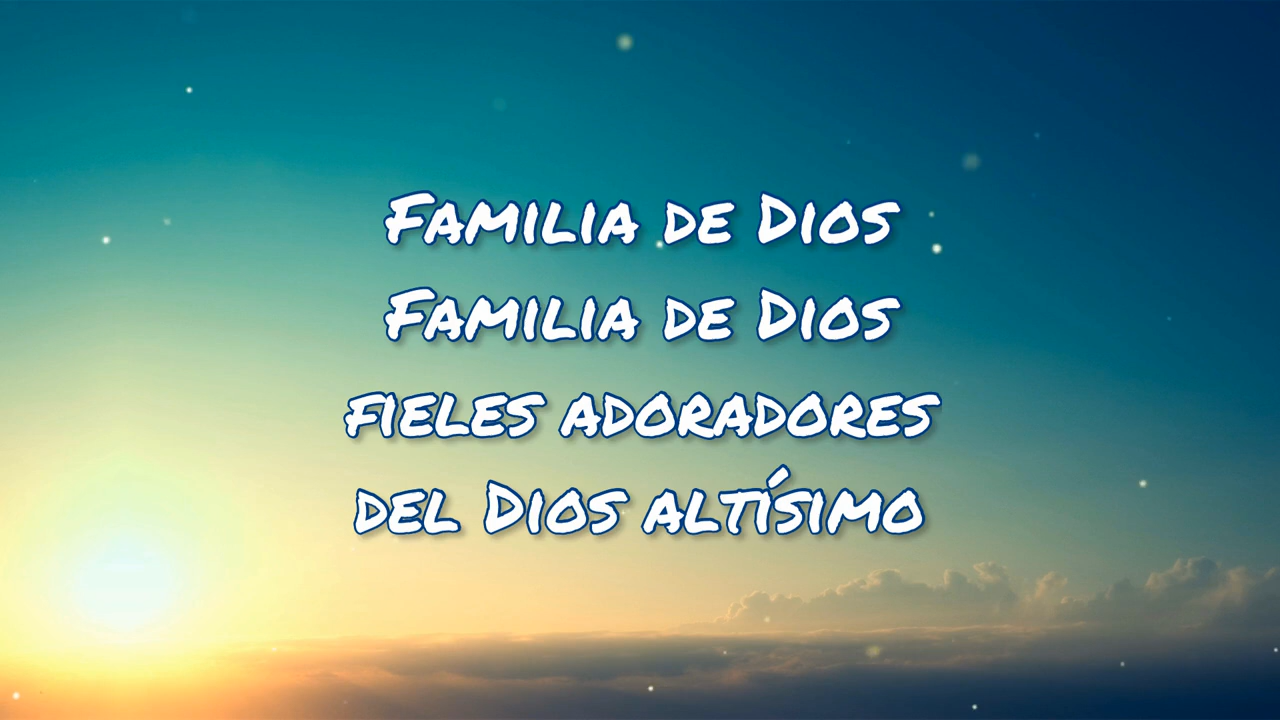 Familia de Dios
Familia de Dios
fieles adoradores
del Dios altísimo